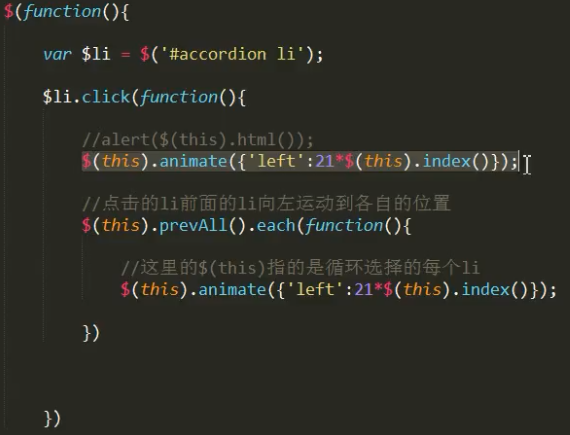 $(function(){
var $li = $('#accordion li');
$li.click(function(){
//alert($(this).html());
$(this).animate({'left':21*$(this).index()});
//点击的li前面的li向左运动到各自的位置
$(this).prevAll().each(function(){
//这里的$(this)指的是循环选择的每个li
$(this).animate({'left':21*$(this).index()});
})
})